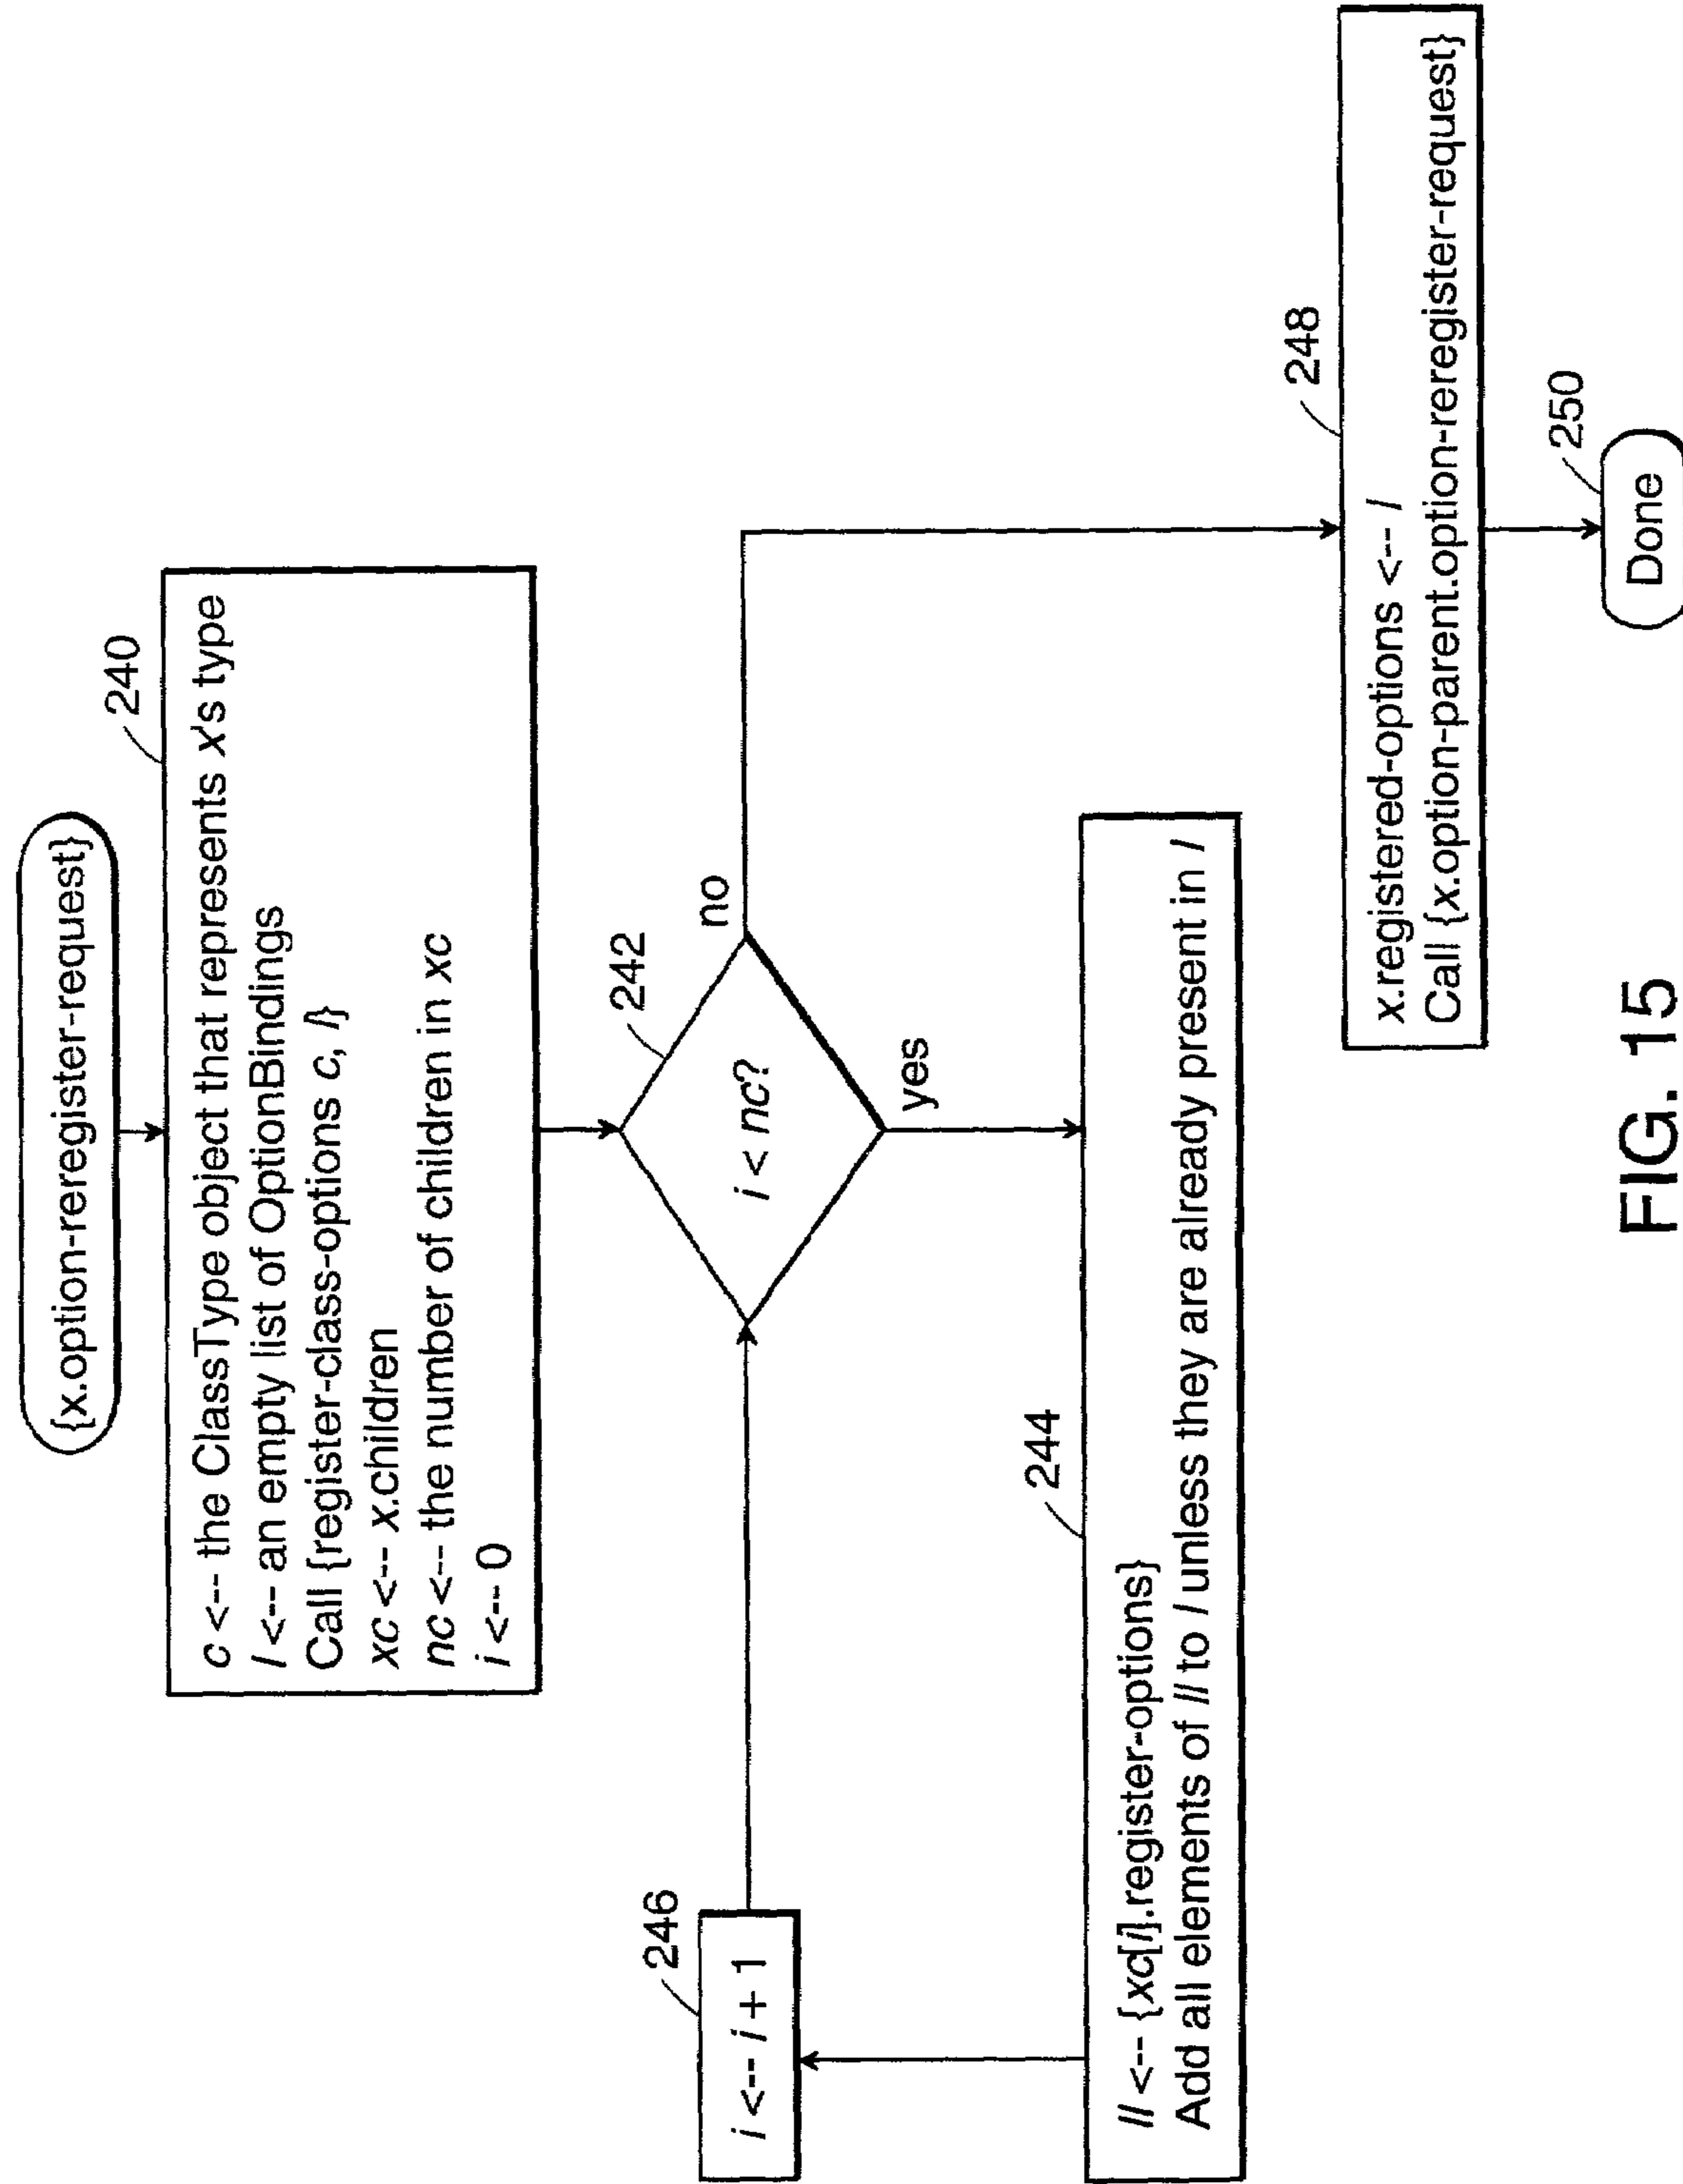 {x.option-reregister-request}
240
c <-- the ClassType object that represents x's type
l <-- an empty list of OptionBindings
Call {register-class-options c, l}
xc <-- x.children
nc <-- the number of children in xc
i <-- 0
242
i < nc?
no
yes
246
i <-- i + 1
244
ll <-- {xc[i].register-options}
Add all elements of ll to l unless they are already present in l
248
x.registered-options <-- l
Call {x.option-parent.option-reregister-request}
250
Done
FIG. 15